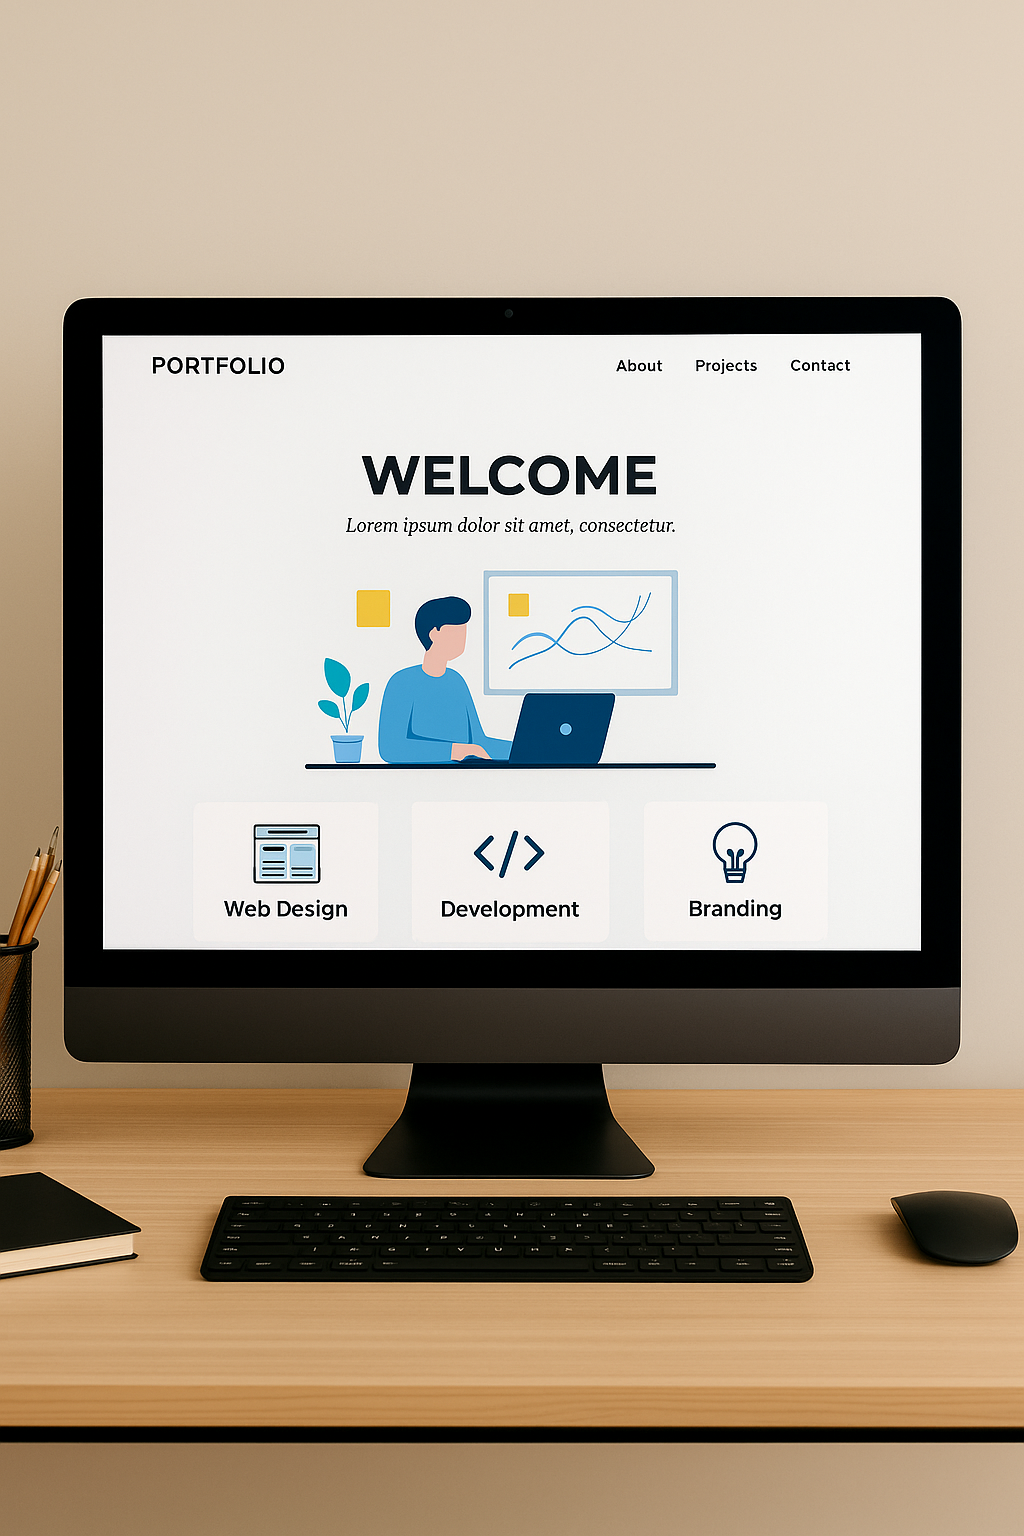 PORTFOLIO
About Projects Contact
WELCOME
Lorem ipsum dolor sit amet, consectetur.
Web Design
Development
Branding